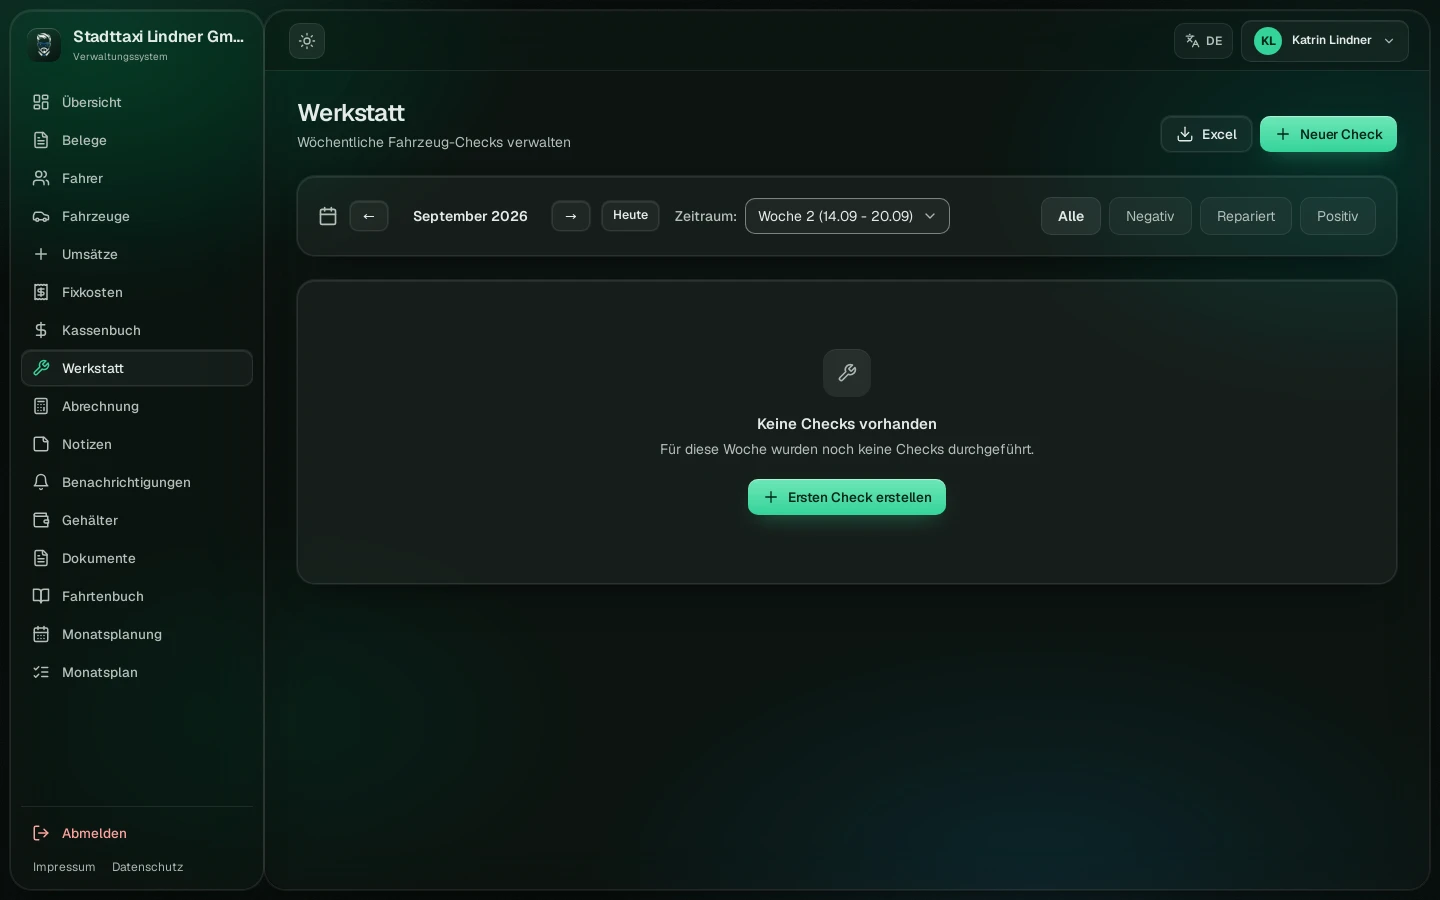 Stadttaxi Lindner Gm...
Verwaltungssystem
Übersicht
Belege
Fahrer
Fahrzeuge
Umsätze
Fixkosten
Kassenbuch
Werkstatt
Abrechnung
Notizen
Benachrichtigungen
Gehälter
Dokumente
Fahrtenbuch
Monatsplanung
Monatsplan
Abmelden
Impressum Datenschutz
DE
KL Katrin Lindner
Werkstatt
Wöchentliche Fahrzeug-Checks verwalten
Excel
+ Neuer Check
← September 2026 → Heute Zeitraum: Woche 2 (14.09 - 20.09) Alle Negativ Repariert Positiv
Keine Checks vorhanden
Für diese Woche wurden noch keine Checks durchgeführt.
+ Ersten Check erstellen